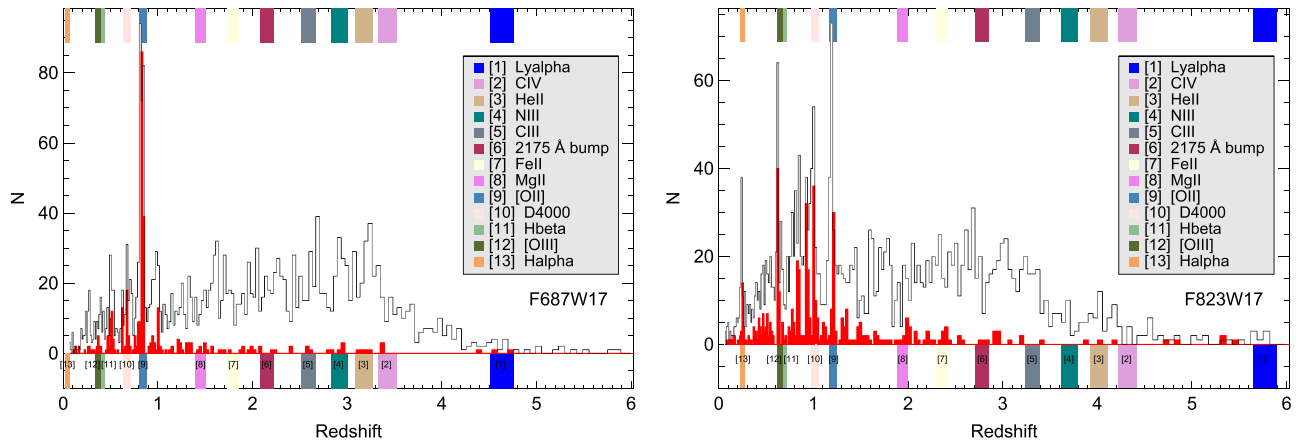 80
60
40
20
0
N
[1] Lyalpha
[2] CIV
[3] HeII
[4] NIII
[5] CIII
[6] 2175 Å bump
[7] FeII
[8] MgII
[9] [OII]
[10] D4000
[11] Hbeta
[12] [OIII]
[13] Halpha
F687W17
[13] [12] [11] [10] [9] [8] [7] [6] [5] [4] [3] [2] [1]
0 1 2 3 4 5 6
Redshift
60
40
20
0
N
[1] Lyalpha
[2] CIV
[3] HeII
[4] NIII
[5] CIII
[6] 2175 Å bump
[7] FeII
[8] MgII
[9] [OII]
[10] D4000
[11] Hbeta
[12] [OIII]
[13] Halpha
F823W17
[13] [12] [11] [10] [9] [8] [7] [6] [5] [4] [3] [2] [1]
0 1 2 3 4 5 6
Redshift